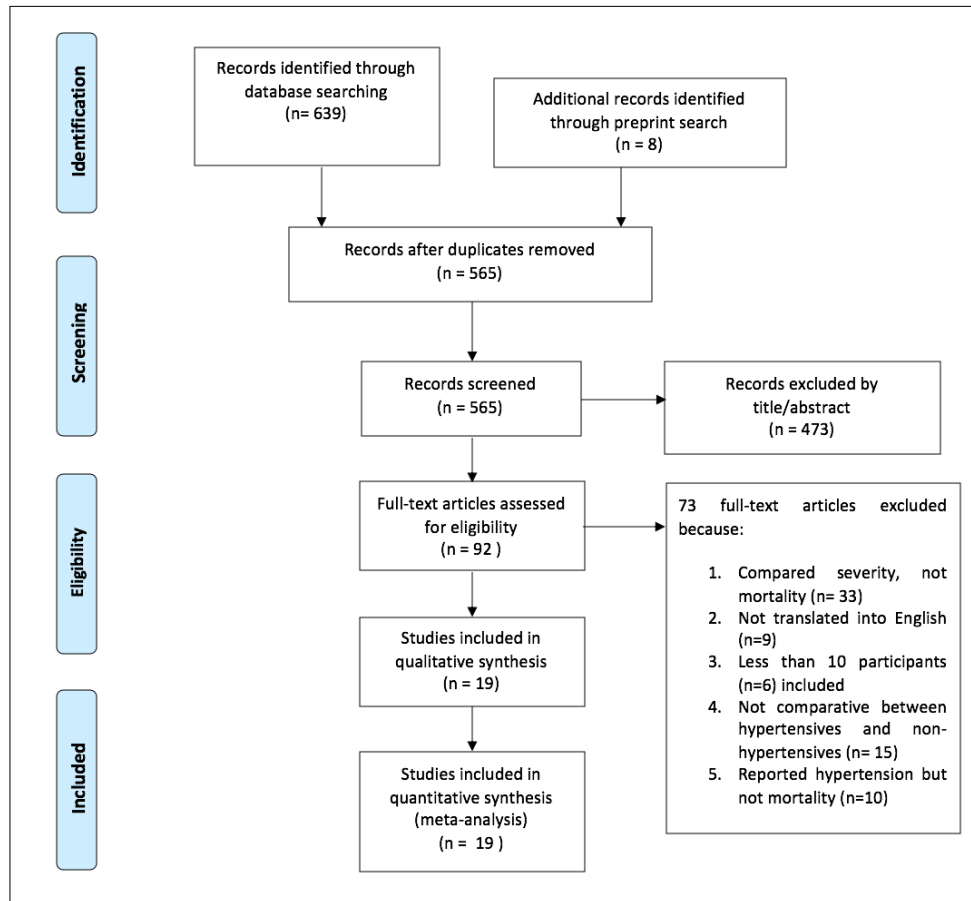 Identification
Records identified through
database searching
(n= 639)
Additional records identified
through preprint search
(n = 8)
Screening
Records after duplicates removed
(n = 565)
Records screened
(n = 565)
Records excluded by
title/abstract
(n = 473)
Eligibility
Full-text articles assessed
for eligibility
(n = 92 )
73 full-text articles excluded
because:
1. Compared severity, not
mortality (n= 33)
2. Not translated into English
(n=9)
3. Less than 10 participants
(n=6) included
4. Not comparative between
hypertensives and non-
hypertensives (n= 15)
5. Reported hypertension but
not mortality (n=10)
Studies included in
qualitative synthesis
(n = 19)
Included
Studies included in
quantitative synthesis
(meta-analysis)
(n = 19 )